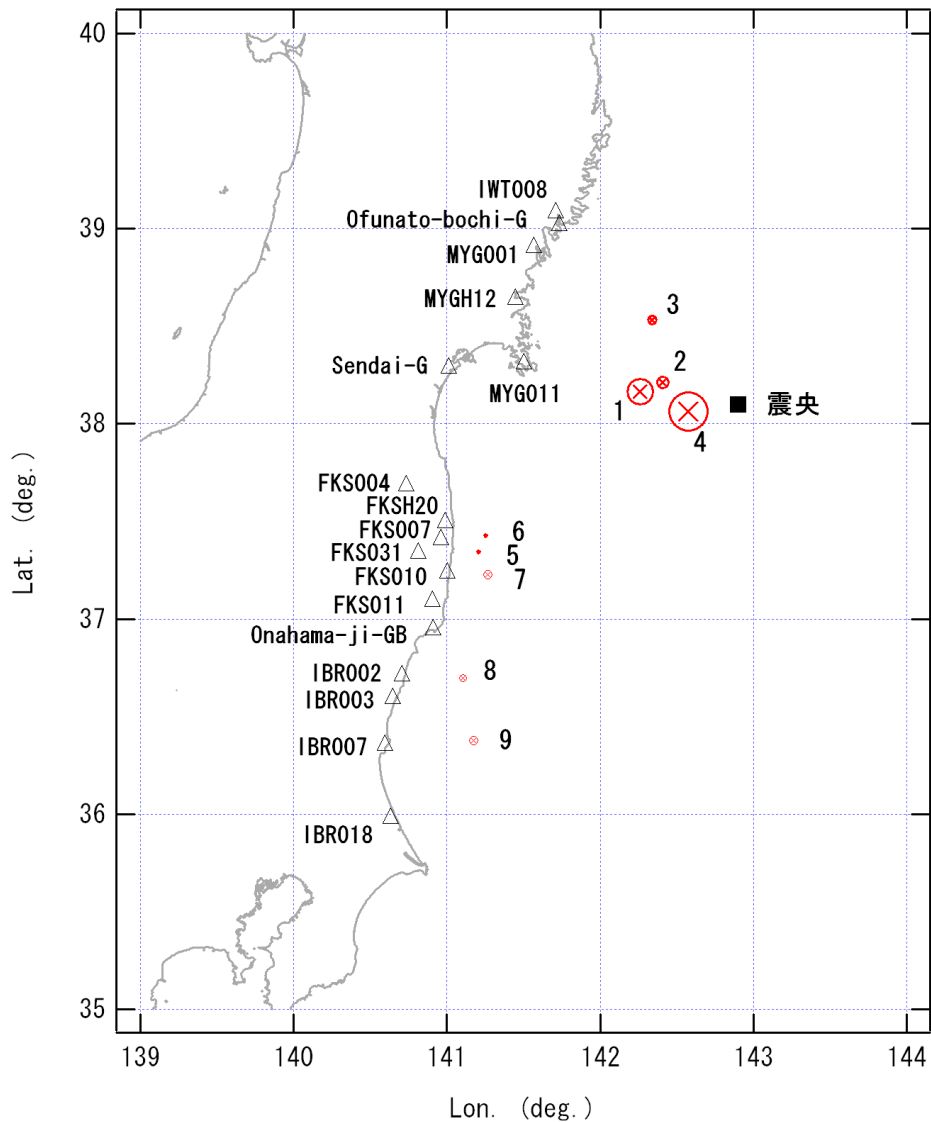 40
IWT008
Ofunato-bochi-G
39
MYG001
MYGH12
3
2
Sendai-G
MYG011
1
震央
38
4
FKS004
FKSH20
FKS007
6
FKS031
5
FKS010
7
FKS011
37
Onahama-ji-GB
IBR002
8
IBR003
IBR007
9
36
IBR018
35
139
140
141
142
143
144
Lat. (deg.)
Lon. (deg.)